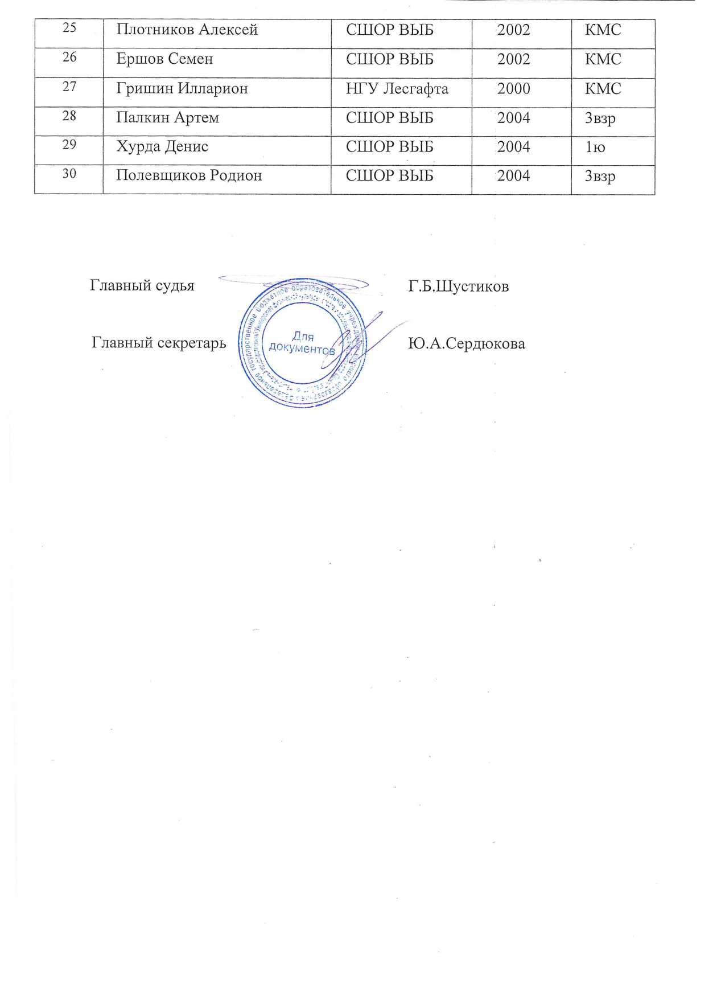 25 Плотников Алексей СШОР ВЫБ 2002 КМС
26 Ершов Семен СШОР ВЫБ 2002 КМС
27 Гришин Илларион НГУ Лесгафта 2000 КМС
28 Палкин Артем СШОР ВЫБ 2004 3взр
29 Хурда Денис СШОР ВЫБ 2004 1ю
30 Полевщиков Родион СШОР ВЫБ 2004 3взр
Главный судья Г.Б.Шустиков
государственное бюджетное образовательное учреждение
Для
документов
Главный секретарь Ю.А.Сердюкова